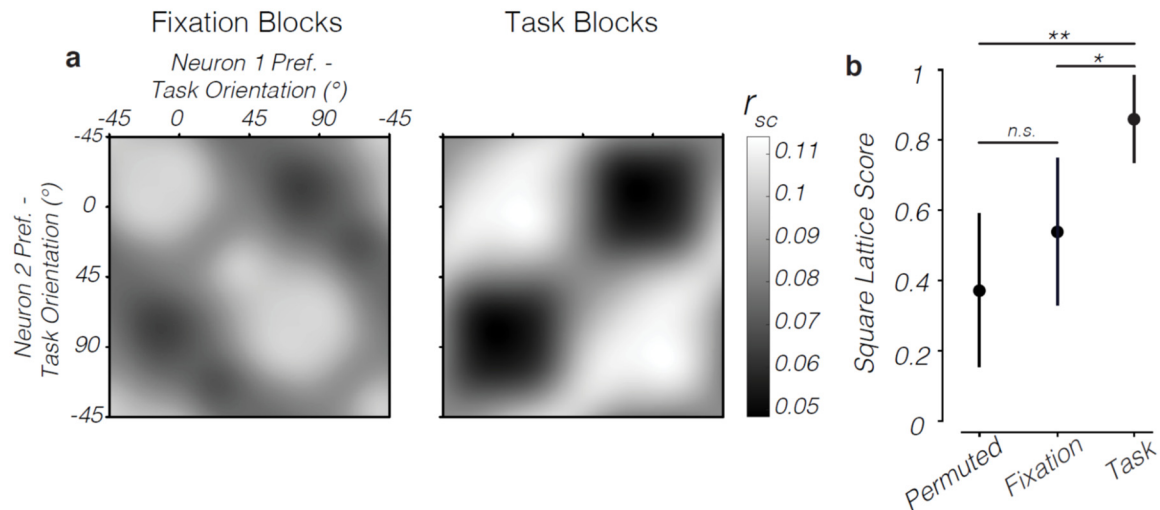 Fixation Blocks
Task Blocks
a
Neuron 1 Pref. -
Task Orientation (°)
-45 0 45 90 -45
Neuron 2 Pref. -
Task Orientation (°)
-45
0
45
90
-45
r sc
0.11
0.1
0.09
0.08
0.07
0.06
0.05
b
**
*
n.s.
Square Lattice Score
1
0.8
0.6
0.4
0.2
0
Permuted
Fixation
Task